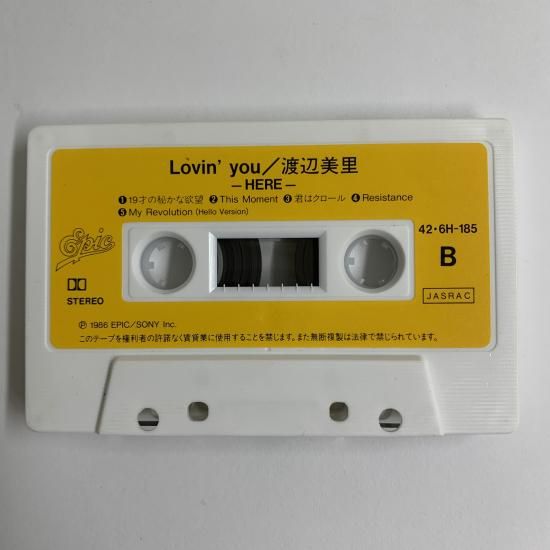 Lovin' you／渡辺美里
—HERE—
❶19才の秘かな欲望 ❷This Moment ❸君はクロール ❹Resistance
❺My Revolution (Hello Version)
Epic
42・6H-185
B
STEREO
JASRAC
Ⓟ 1986 EPIC/SONY Inc.
このテープを権利者の許諾なく賃貸業に使用することを禁じます。また無断複製は法律で禁じられています。